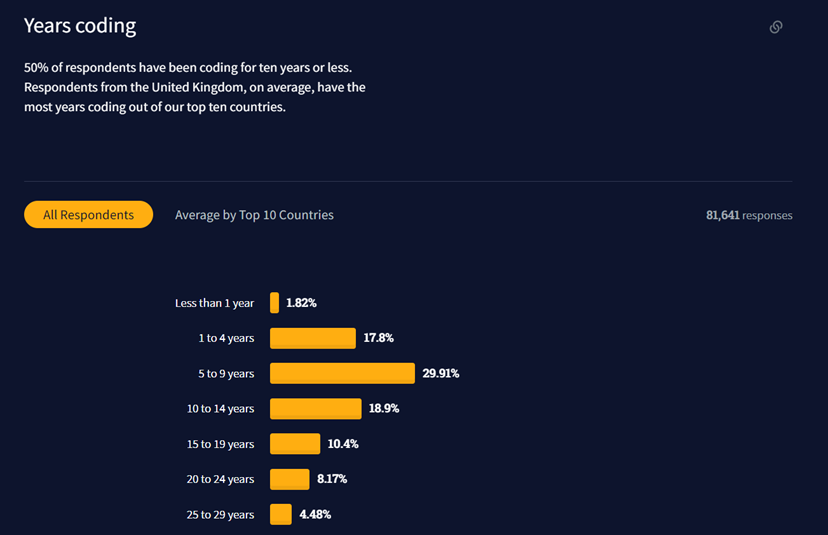 Years coding
50% of respondents have been coding for ten years or less.
Respondents from the United Kingdom, on average, have the
most years coding out of our top ten countries.
All Respondents Average by Top 10 Countries 81,641 responses
Less than 1 year 1.82%
1 to 4 years 17.8%
5 to 9 years 29.91%
10 to 14 years 18.9%
15 to 19 years 10.4%
20 to 24 years 8.17%
25 to 29 years 4.48%